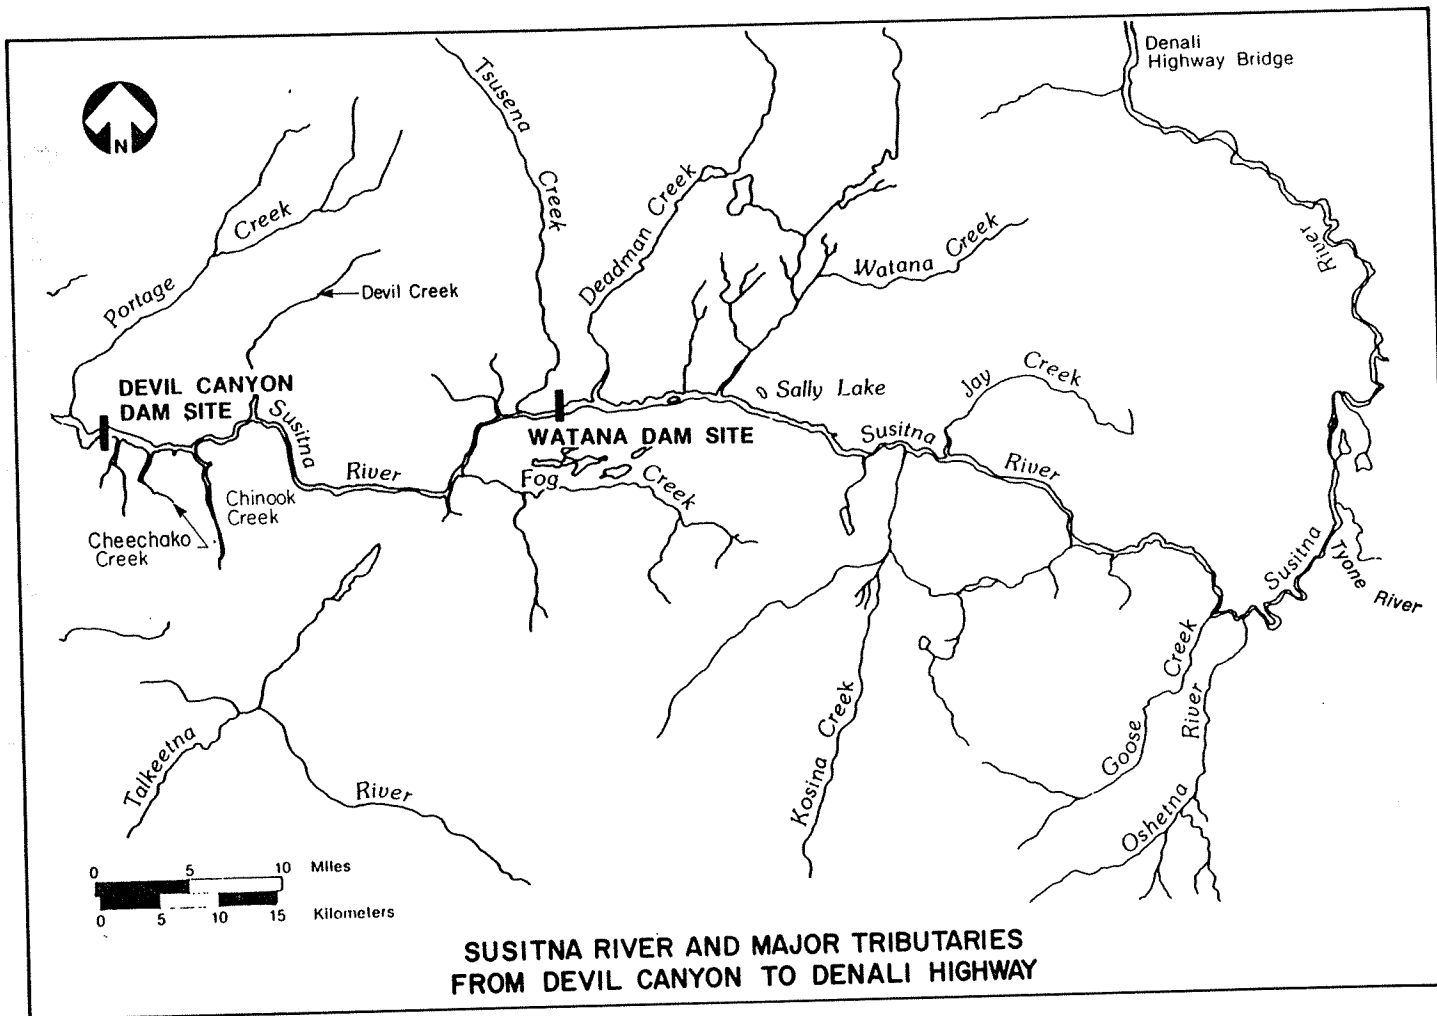 Denali
Highway Bridge
N
Tsusena
Creek
Portage
Creek
Devil Creek
Deadman Creek
Watana Creek
River
DEVIL CANYON
DAM SITE
Susitna
River
WATANA DAM SITE
Sally Lake
Jay Creek
Susitna
River
Fog
Creek
Chinook
Creek
Cheechako
Creek
Susitna
Tyone River
Talkeetna
River
Kosina Creek
Goose Creek
Oshetna River
0 5 10 Miles
0 5 10 15 Kilometers
SUSITNA RIVER AND MAJOR TRIBUTARIES
FROM DEVIL CANYON TO DENALI HIGHWAY